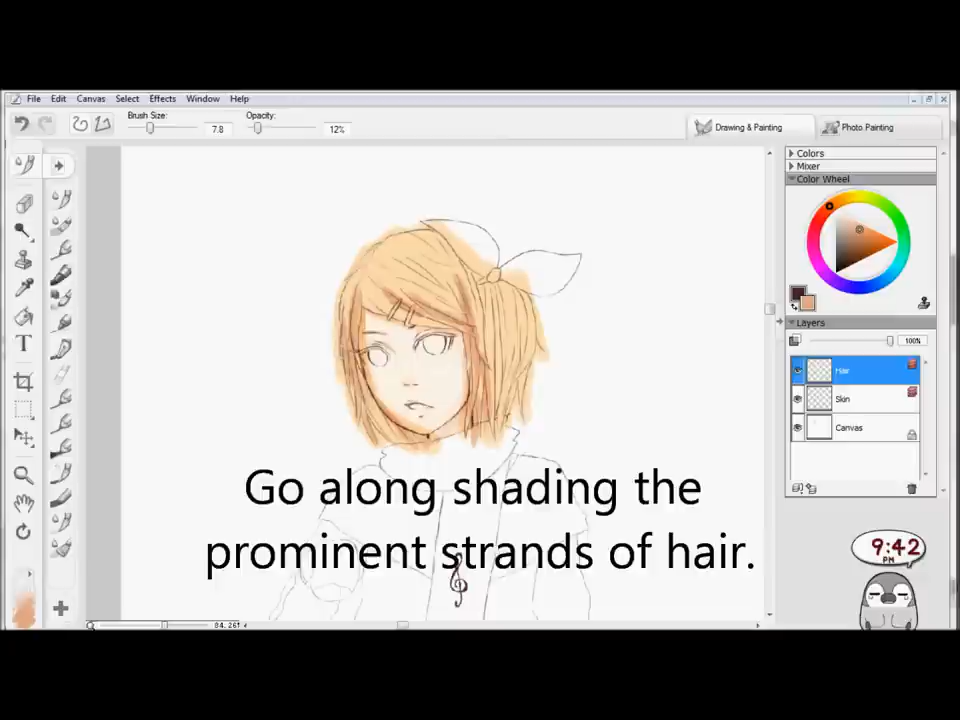 File Edit Canvas Select Effects Window Help
Brush Size: 7.8 Opacity: 12%
Drawing & Painting Photo Painting
Colors
Mixer
Color Wheel
Layers
100%
Hair
Skin
Canvas
Go along shading the
prominent strands of hair.
9:42
PM
T